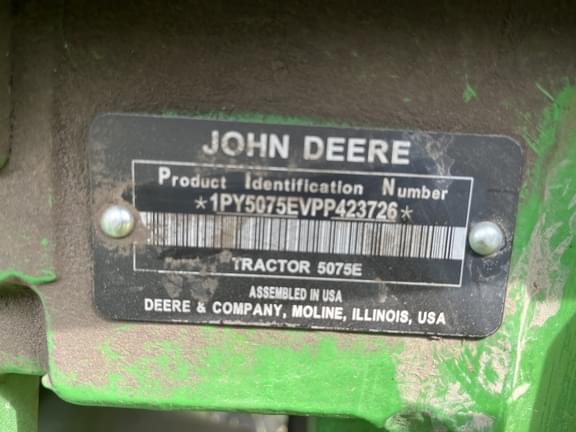 JOHN DEERE
Product Identification Number
*1PY5075EVPP423726*
TRACTOR 5075E
ASSEMBLED IN USA
DEERE & COMPANY, MOLINE, ILLINOIS, USA